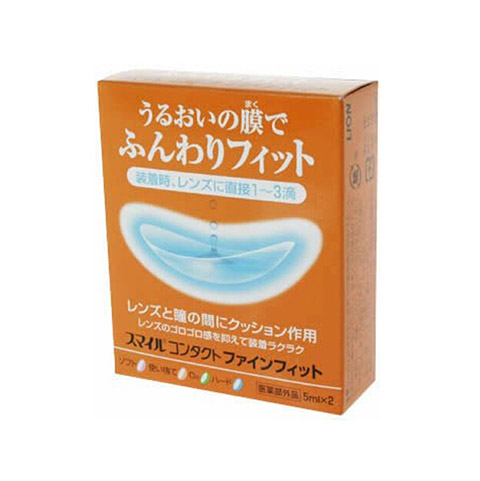 うるおいの膜で
まく
ふんわりフィット
装着時、レンズに直接1〜3滴
レンズと瞳の間にクッション作用
レンズのゴロゴロ感を抑えて装着ラクラク
スマイル コンタクト ファインフィット
ソフト 使い捨て O₂ ハード
医薬部外品 5ml×2
LION